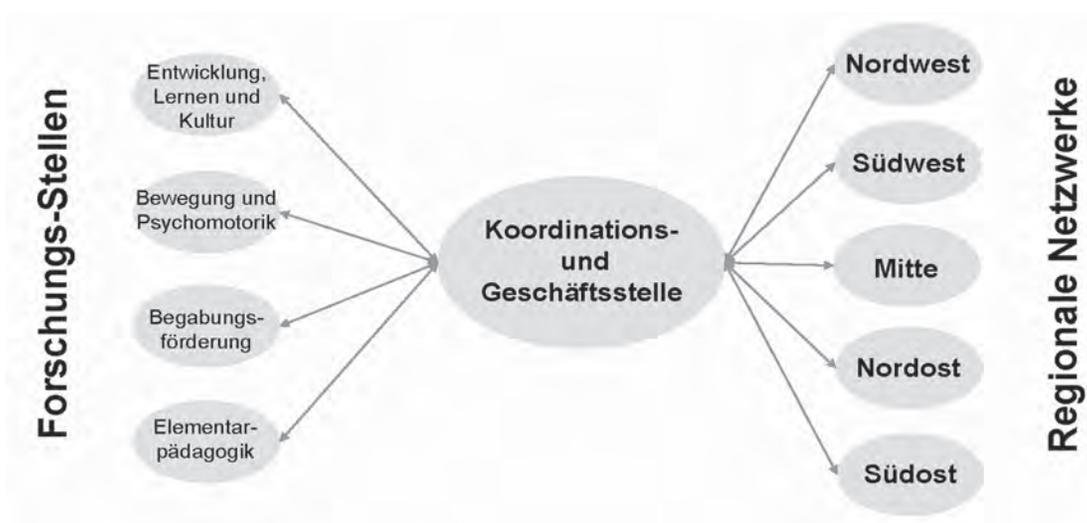 Forschungs-Stellen
Entwicklung,
Lernen und
Kultur
Bewegung und
Psychomotorik
Begabungs-
förderung
Elementar-
pädagogik
Koordinations-
und
Geschäftsstelle
Nordwest
Südwest
Mitte
Nordost
Südost
Regionale Netzwerke